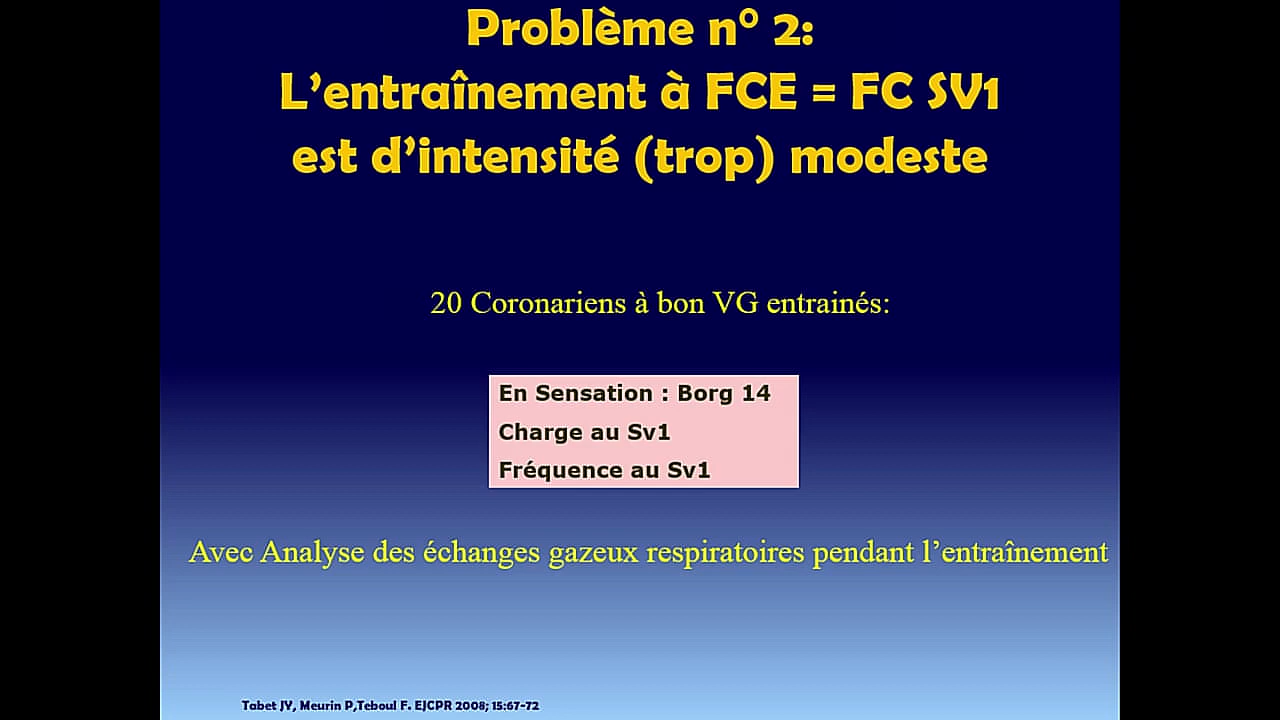 Problème n° 2:
L’entraînement à FCE = FC SV1
est d’intensité (trop) modeste
20 Coronariens à bon VG entrainés:
En Sensation : Borg 14
Charge au Sv1
Fréquence au Sv1
Avec Analyse des échanges gazeux respiratoires pendant l’entraînement
Tabet JY, Meurin P,Teboul F. EJCPR 2008; 15:67-72